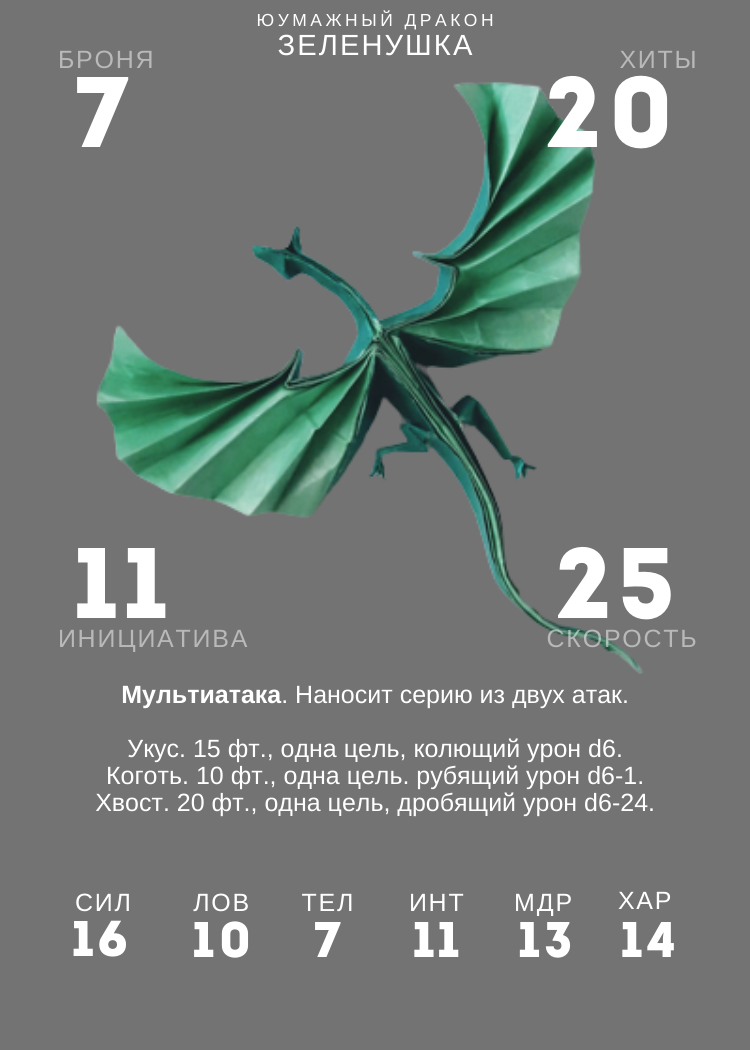 ЮУМАЖНЫЙ ДРАКОН
ЗЕЛЕНУШКА
БРОНЯ
7
ХИТЫ
20
11
ИНИЦИАТИВА
25
СКОРОСТЬ
Мультиатака. Наносит серию из двух атак.
Укус. 15 фт., одна цель, колющий урон d6.
Коготь. 10 фт., одна цель. рубящий урон d6-1.
Хвост. 20 фт., одна цель, дробящий урон d6-24.
СИЛ ЛОВ ТЕЛ ИНТ МДР ХАР
16 10 7 11 13 14